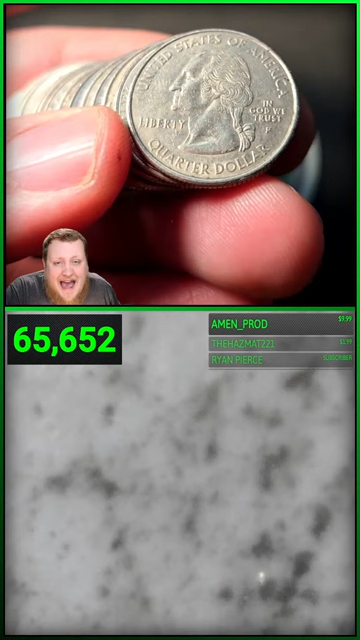 UNITED STATES OF AMERICA
LIBERTY
IN
GOD WE
TRUST
P
QUARTER DOLLAR
65,652
AMEN_PROD $9.99
THEHAZMAT221
RYAN PIERCE SUBSCRIBER